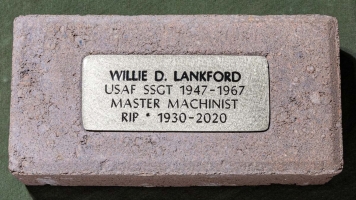 WILLIE D. LANKFORD
USAF SSGT 1947-1967
MASTER MACHINIST
RIP * 1930-2020